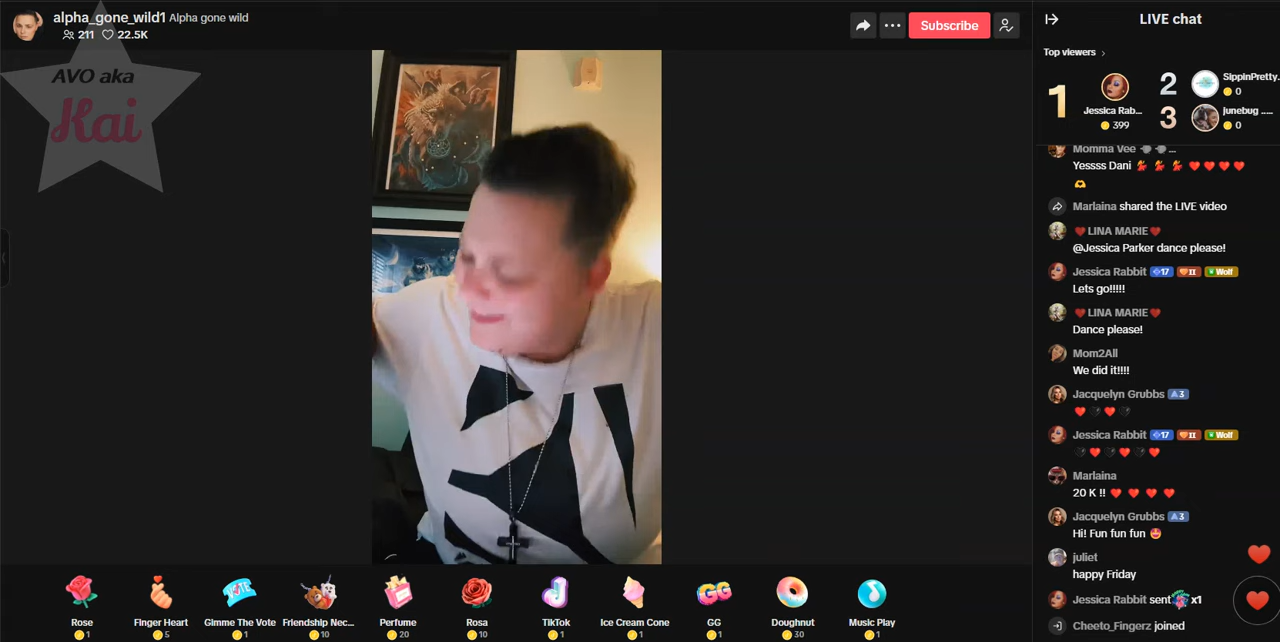 alpha_gone_wild1 Alpha gone wild
211 22.5K
Subscribe
AVO aka
Kai
LIVE chat
Top viewers
1
Jessica Rab...
399
2
SippinPretty
0
3
junebug .....
0
Momma Vee ...
Yessss Dani
Marlaina shared the LIVE video
LINA MARIE
@Jessica Parker dance please!
Jessica Rabbit 17 II Wolf
Lets go!!!!!
LINA MARIE
Dance please!
Mom2All
We did it!!!!
Jacquelyn Grubbs 3
Jessica Rabbit 17 II Wolf
Marlaina
20 K !!
Jacquelyn Grubbs 3
Hi! Fun fun fun
juliet
happy Friday
Jessica Rabbit sent x1
Cheeto_Fingerz joined
VOTE
GG
Rose
1
Finger Heart
5
Gimme The Vote
1
Friendship Nec...
10
Perfume
20
Rosa
10
TikTok
1
Ice Cream Cone
1
GG
1
Doughnut
30
Music Play
1